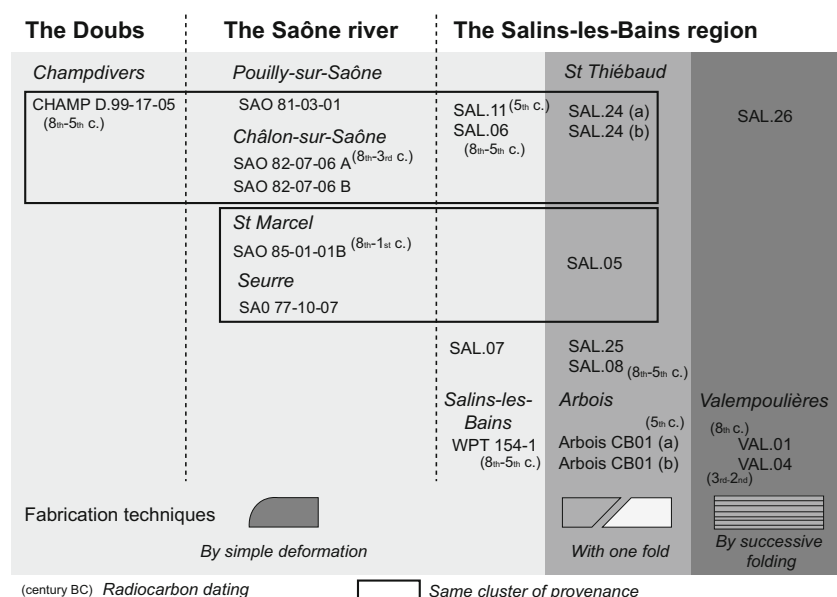 The Doubs The Saône river The Salins-les-Bains region
Champdivers Pouilly-sur-Saône St Thiébaud
CHAMP D.99-17-05 SAO 81-03-01 SAL.11 (5th c.) SAL.24 (a) SAL.26
(8th-5th c.) Châlon-sur-Saône SAL.06 SAL.24 (b)
SAO 82-07-06 A (8th-3rd c.) (8th-5th c.)
SAO 82-07-06 B
St Marcel
SAO 85-01-01B (8th-1st c.) SAL.05
Seurre
SA0 77-10-07
SAL.07 SAL.25
SAL.08 (8th-5th c.)
Salins-les- Arbois Valempoulières
Bains (5th c.) (8th c.)
WPT 154-1 Arbois CB01 (a) VAL.01
(8th-5th c.) Arbois CB01 (b) VAL.04
(3rd-2nd)
Fabrication techniques
By simple deformation With one fold By successive
folding
(century BC) Radiocarbon dating Same cluster of provenance